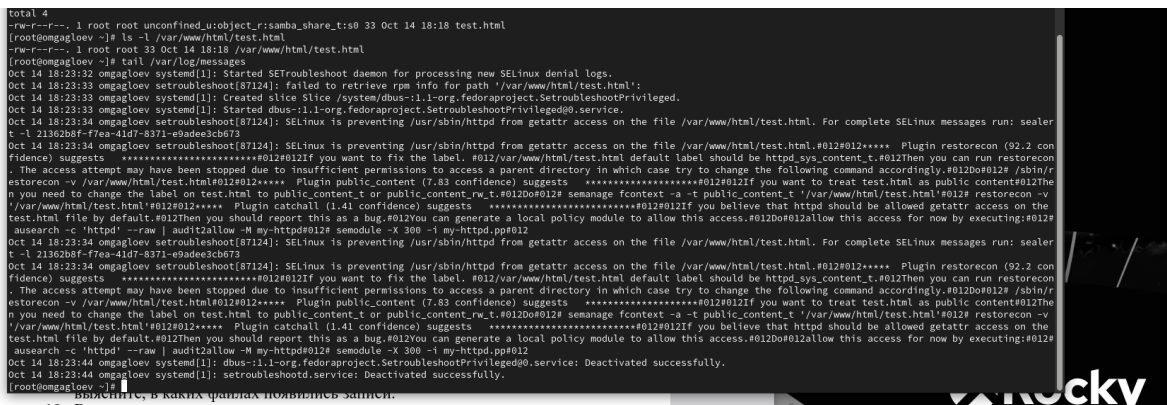 total 4
-rw-r--r--. 1 root root unconfined_u:object_r:samba_share_t:s0 33 Oct 14 18:18 test.html
[root@omgagloev ~]# ls -l /var/www/html/test.html
-rw-r--r--. 1 root root 33 Oct 14 18:18 /var/www/html/test.html
[root@omgagloev ~]# tail /var/log/messages
Oct 14 18:23:32 omgagloev systemd[1]: Started SETroubleshoot daemon for processing new SELinux denial logs.
Oct 14 18:23:33 omgagloev setroubleshoot[87124]: failed to retrieve rpm info for path '/var/www/html/test.html':
Oct 14 18:23:33 omgagloev systemd[1]: Created slice Slice /system/dbus-:1.1-org.fedoraproject.SetroubleshootPrivileged.
Oct 14 18:23:33 omgagloev systemd[1]: Started dbus-:1.1-org.fedoraproject.SetroubleshootPrivileged@0.service.
Oct 14 18:23:34 omgagloev setroubleshoot[87124]: SELinux is preventing /usr/sbin/httpd from getattr access on the file /var/www/html/test.html. For complete SELinux messages run: sealer
t -l 21362b8f-f7ea-41d7-8371-e9adee3cb673
Oct 14 18:23:34 omgagloev setroubleshoot[87124]: SELinux is preventing /usr/sbin/httpd from getattr access on the file /var/www/html/test.html.#012#012***** Plugin restorecon (92.2 con
fidence) suggests ************************#012#012If you want to fix the label. #012/var/www/html/test.html default label should be httpd_sys_content_t.#012Then you can run restorecon
. The access attempt may have been stopped due to insufficient permissions to access a parent directory in which case try to change the following command accordingly.#012Do#012# /sbin/r
estorecon -v /var/www/html/test.html#012#012***** Plugin public_content (7.83 confidence) suggests ********************#012#012If you want to treat test.html as public content#012The
n you need to change the label on test.html to public_content_t or public_content_rw_t.#012Do#012# semanage fcontext -a -t public_content_t '/var/www/html/test.html'#012# restorecon -v
'/var/www/html/test.html'#012#012***** Plugin catchall (1.41 confidence) suggests **************************#012#012If you believe that httpd should be allowed getattr access on the
test.html file by default.#012Then you should report this as a bug.#012You can generate a local policy module to allow this access.#012Do#012allow this access for now by executing:#012#
ausearch -c 'httpd' --raw | audit2allow -M my-httpd#012# semodule -X 300 -i my-httpd.pp#012
Oct 14 18:23:34 omgagloev setroubleshoot[87124]: SELinux is preventing /usr/sbin/httpd from getattr access on the file /var/www/html/test.html. For complete SELinux messages run: sealer
t -l 21362b8f-f7ea-41d7-8371-e9adee3cb673
Oct 14 18:23:34 omgagloev setroubleshoot[87124]: SELinux is preventing /usr/sbin/httpd from getattr access on the file /var/www/html/test.html.#012#012***** Plugin restorecon (92.2 con
fidence) suggests ************************#012#012If you want to fix the label. #012/var/www/html/test.html default label should be httpd_sys_content_t.#012Then you can run restorecon
. The access attempt may have been stopped due to insufficient permissions to access a parent directory in which case try to change the following command accordingly.#012Do#012# /sbin/r
estorecon -v /var/www/html/test.html#012#012***** Plugin public_content (7.83 confidence) suggests ********************#012#012If you want to treat test.html as public content#012The
n you need to change the label on test.html to public_content_t or public_content_rw_t.#012Do#012# semanage fcontext -a -t public_content_t '/var/www/html/test.html'#012# restorecon -v
'/var/www/html/test.html'#012#012***** Plugin catchall (1.41 confidence) suggests **************************#012#012If you believe that httpd should be allowed getattr access on the
test.html file by default.#012Then you should report this as a bug.#012You can generate a local policy module to allow this access.#012Do#012allow this access for now by executing:#012#
ausearch -c 'httpd' --raw | audit2allow -M my-httpd#012# semodule -X 300 -i my-httpd.pp#012
Oct 14 18:23:44 omgagloev systemd[1]: dbus-:1.1-org.fedoraproject.SetroubleshootPrivileged@0.service: Deactivated successfully.
Oct 14 18:23:44 omgagloev systemd[1]: setroubleshootd.service: Deactivated successfully.
[root@omgagloev ~]#
выясните, в каких файлах появились записи.
Rocky